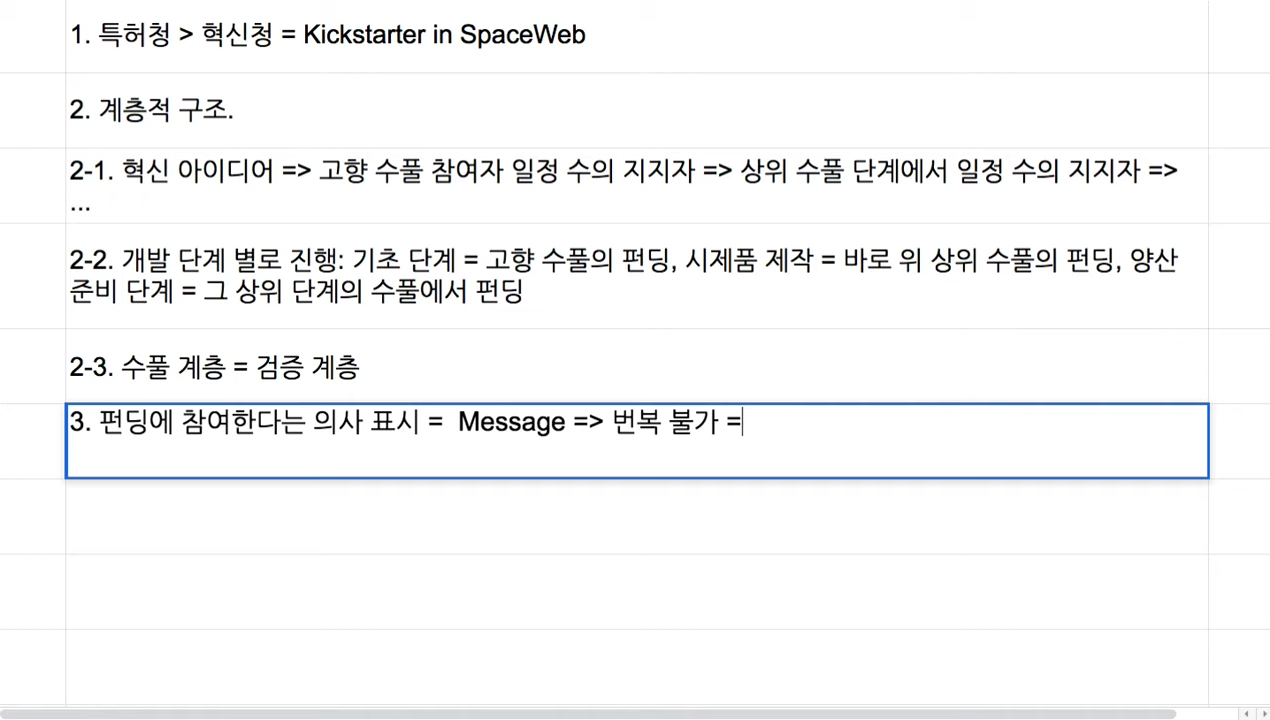 1. 특허청 > 혁신청 = Kickstarter in SpaceWeb
2. 계층적 구조.
2-1. 혁신 아이디어 => 고향 수풀 참여자 일정 수의 지지자 => 상위 수풀 단계에서 일정 수의 지지자 =>
...
2-2. 개발 단계 별로 진행: 기초 단계 = 고향 수풀의 펀딩, 시제품 제작 = 바로 위 상위 수풀의 펀딩, 양산
준비 단계 = 그 상위 단계의 수풀에서 펀딩
2-3. 수풀 계층 = 검증 계층
3. 펀딩에 참여한다는 의사 표시 =  Message => 번복 불가 =